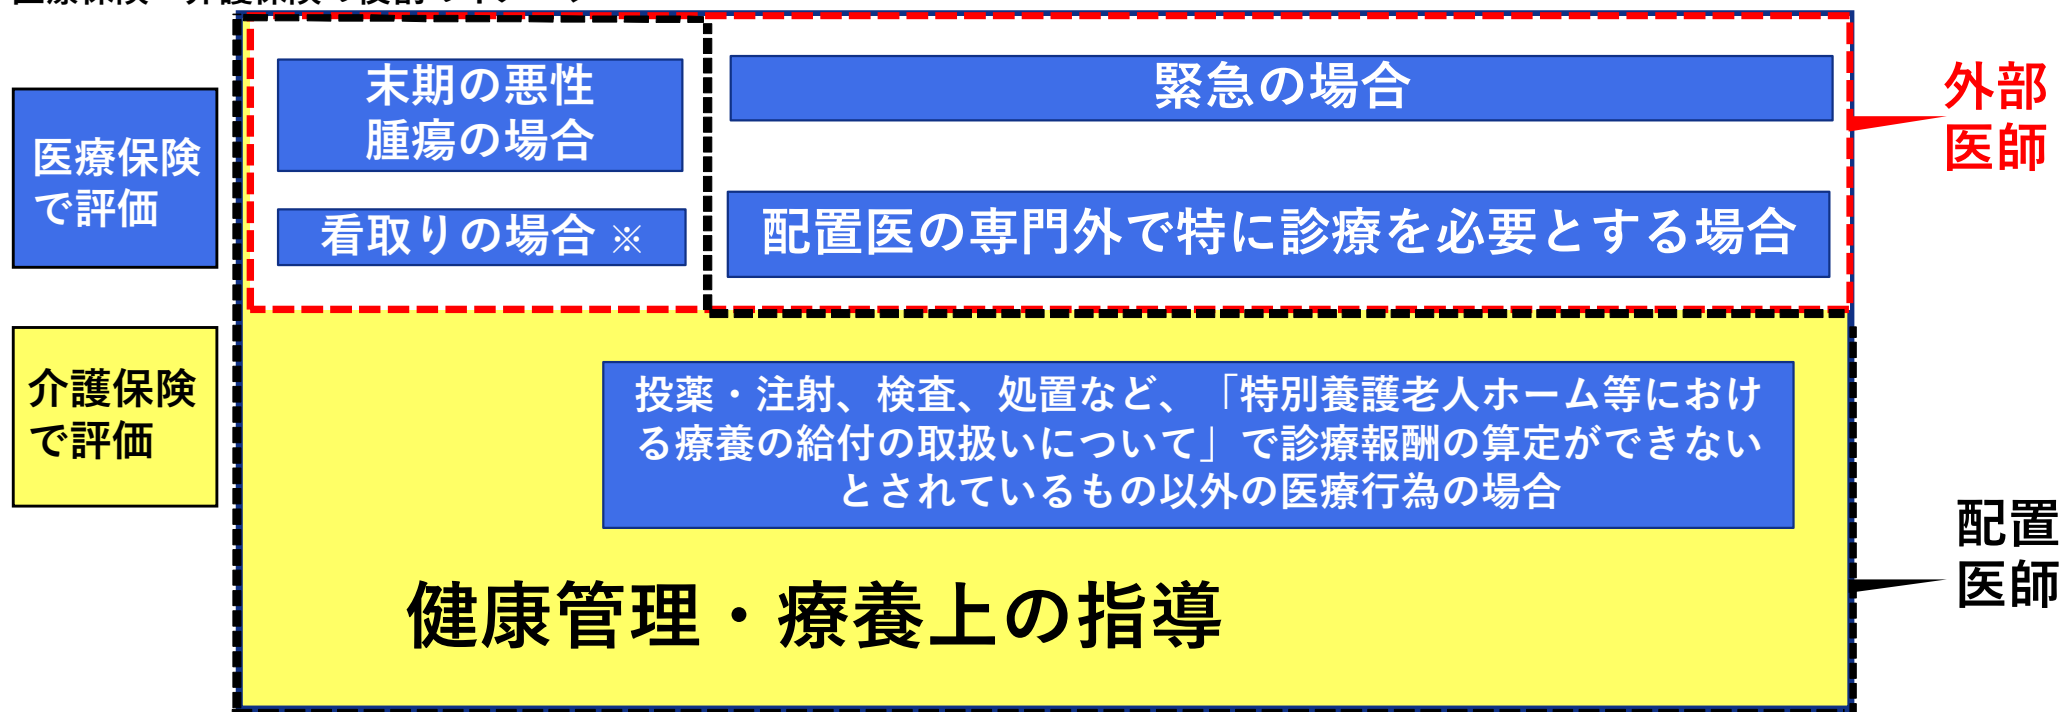 末期の悪性
腫瘍の場合
緊急の場合
外部
医師
医療保険
で評価
看取りの場合 ※
配置医の専門外で特に診療を必要とする場合
介護保険
で評価
投薬・注射、検査、処置など、「特別養護老人ホーム等におけ
る療養の給付の取扱いについて」で診療報酬の算定ができない
とされているもの以外の医療行為の場合
配置
医師
健康管理・療養上の指導